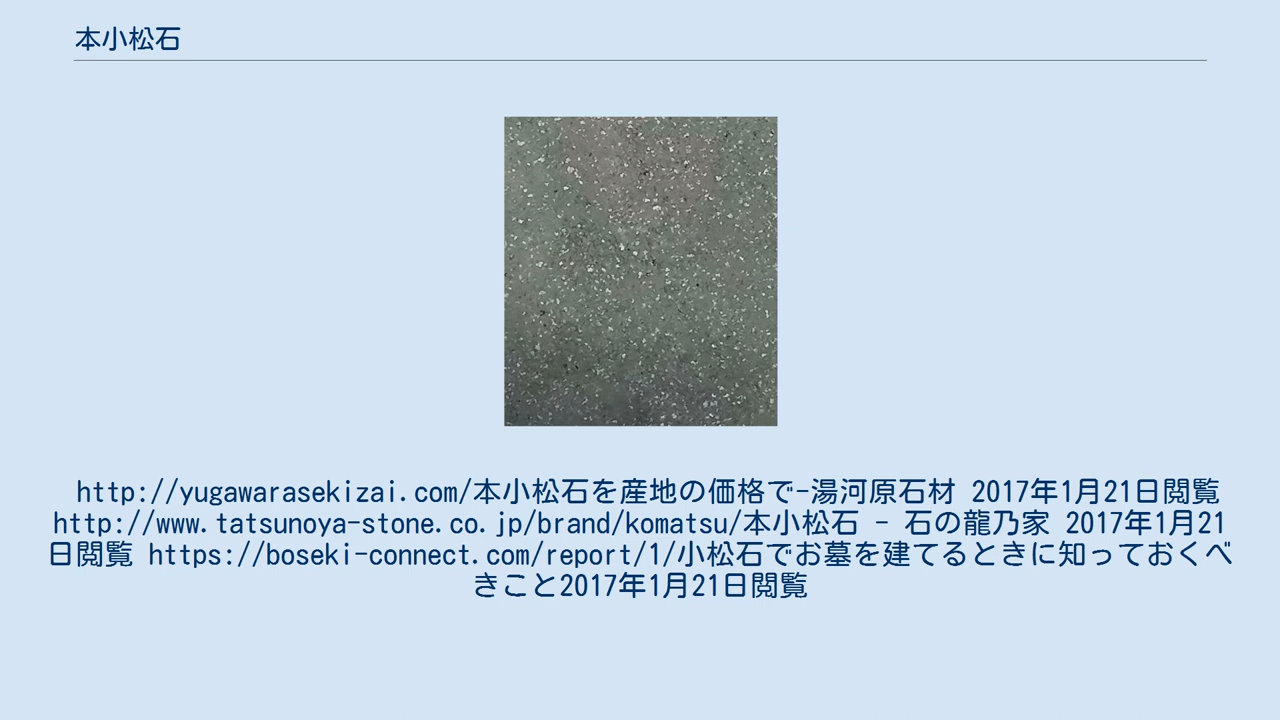 本小松石
http://yugawarasekizai.com/本小松石を産地の価格で-湯河原石材 2017年1月21日閲覧
http://www.tatsunoya-stone.co.jp/brand/komatsu/本小松石 - 石の龍乃家 2017年1月21
日閲覧 https://boseki-connect.com/report/1/小松石でお墓を建てるときに知っておくべ
きこと2017年1月21日閲覧